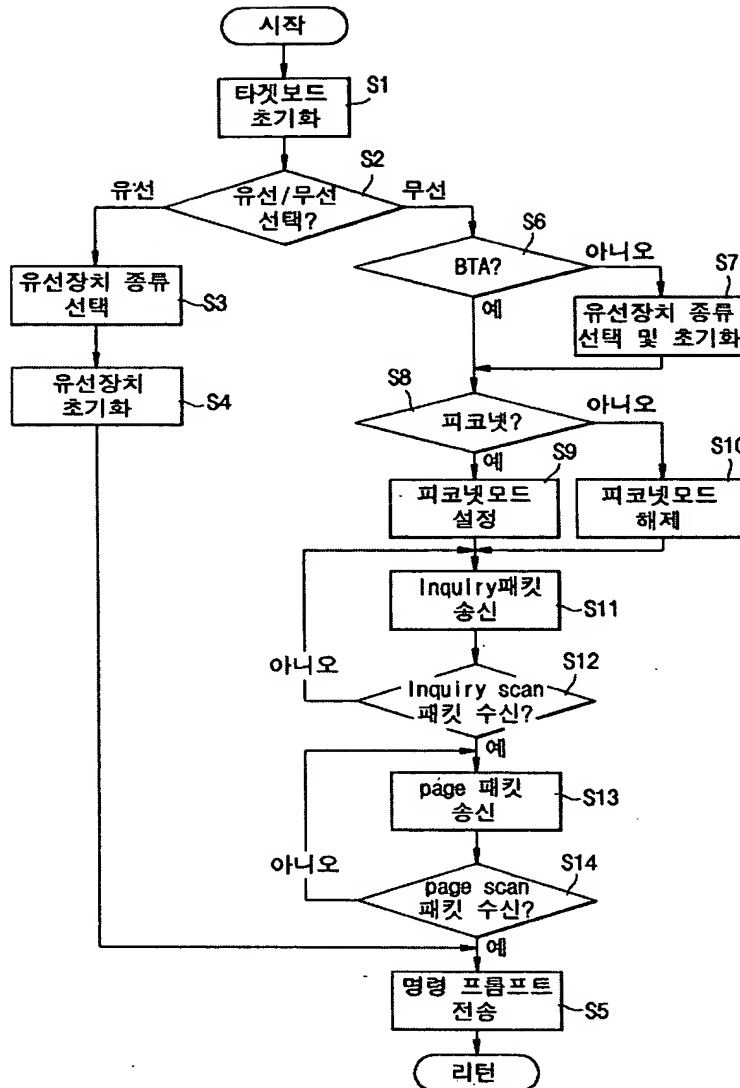 시작
타겟보드
초기화
S1
S2
유선
유선/무선
선택?
무선
S6
BTA?
아니오
예
S7
유선장치 종류
선택
S3
유선장치 종류
선택 및 초기화
유선장치
초기화
S4
S8
피코넷?
아니오
예
S9
S10
피코넷모드
설정
피코넷모드
해제
Inquiry패킷
송신
S11
아니오
S12
Inquiry scan
패킷 수신?
예
page 패킷
송신
S13
아니오
S14
page scan
패킷 수신?
예
명령 프롬프트
전송
S5
리턴